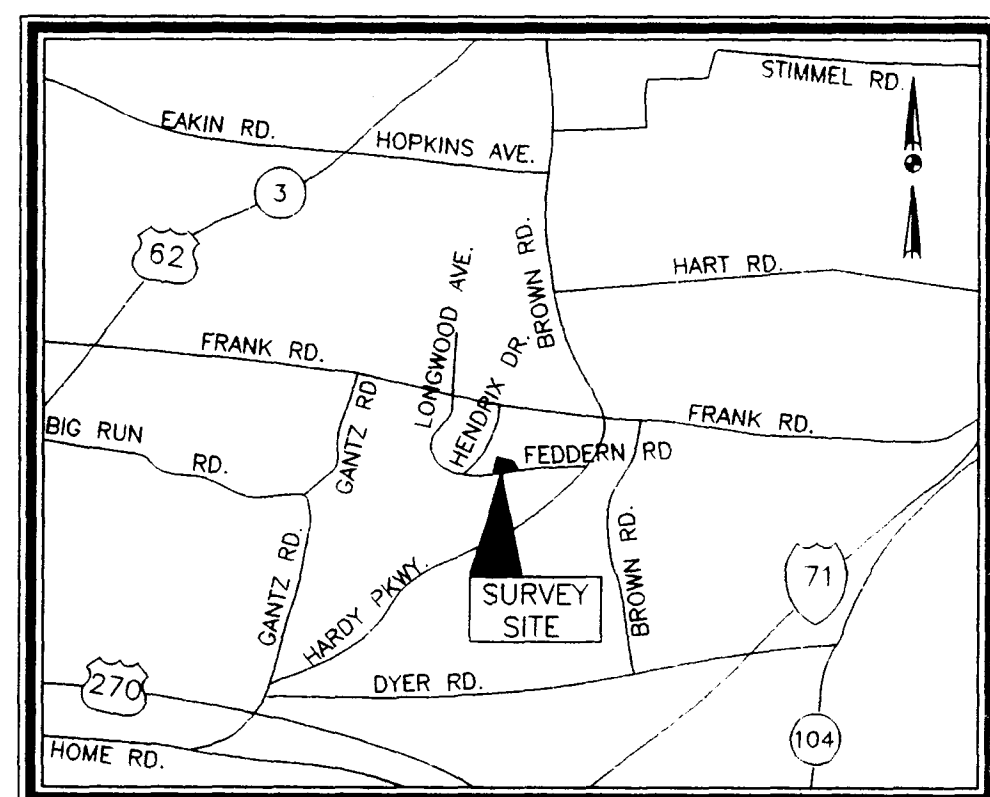 STIMMEL RD.
EAKIN RD.
HOPKINS AVE.
3
62
BROWN RD.
HART RD.
LONGWOOD AVE.
HENDRIX DR.
FRANK RD.
GANTZ RD
FRANK RD.
BIG RUN
RD.
FEDDERN RD
GANTZ RD.
HARDY PKWY.
SURVEY
SITE
BROWN RD.
71
270
DYER RD.
104
HOME RD.